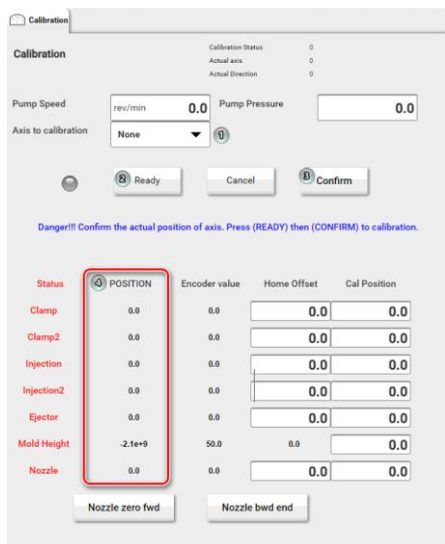 Calibration
Calibration
Calibration Status 0
Actual axis 0
Actual Direction 0
Pump Speed rev/min 0.0 Pump Pressure 0.0
Axis to calibration None 1
2 Ready Cancel 3 Confirm
Danger!!! Confirm the actual position of axis. Press (READY) then (CONFIRM) to calibration.
Status 4 POSITION Encoder value Home Offset Cal Position
Clamp 0.0 0.0 0.0 0.0
Clamp2 0.0 0.0 0.0 0.0
Injection 0.0 0.0 0.0 0.0
Injection2 0.0 0.0 0.0 0.0
Ejector 0.0 0.0 0.0 0.0
Mold Height -2.1e+9 50.0 0.0 0.0
Nozzle 0.0 0.0 0.0 0.0
Nozzle zero fwd Nozzle bwd end